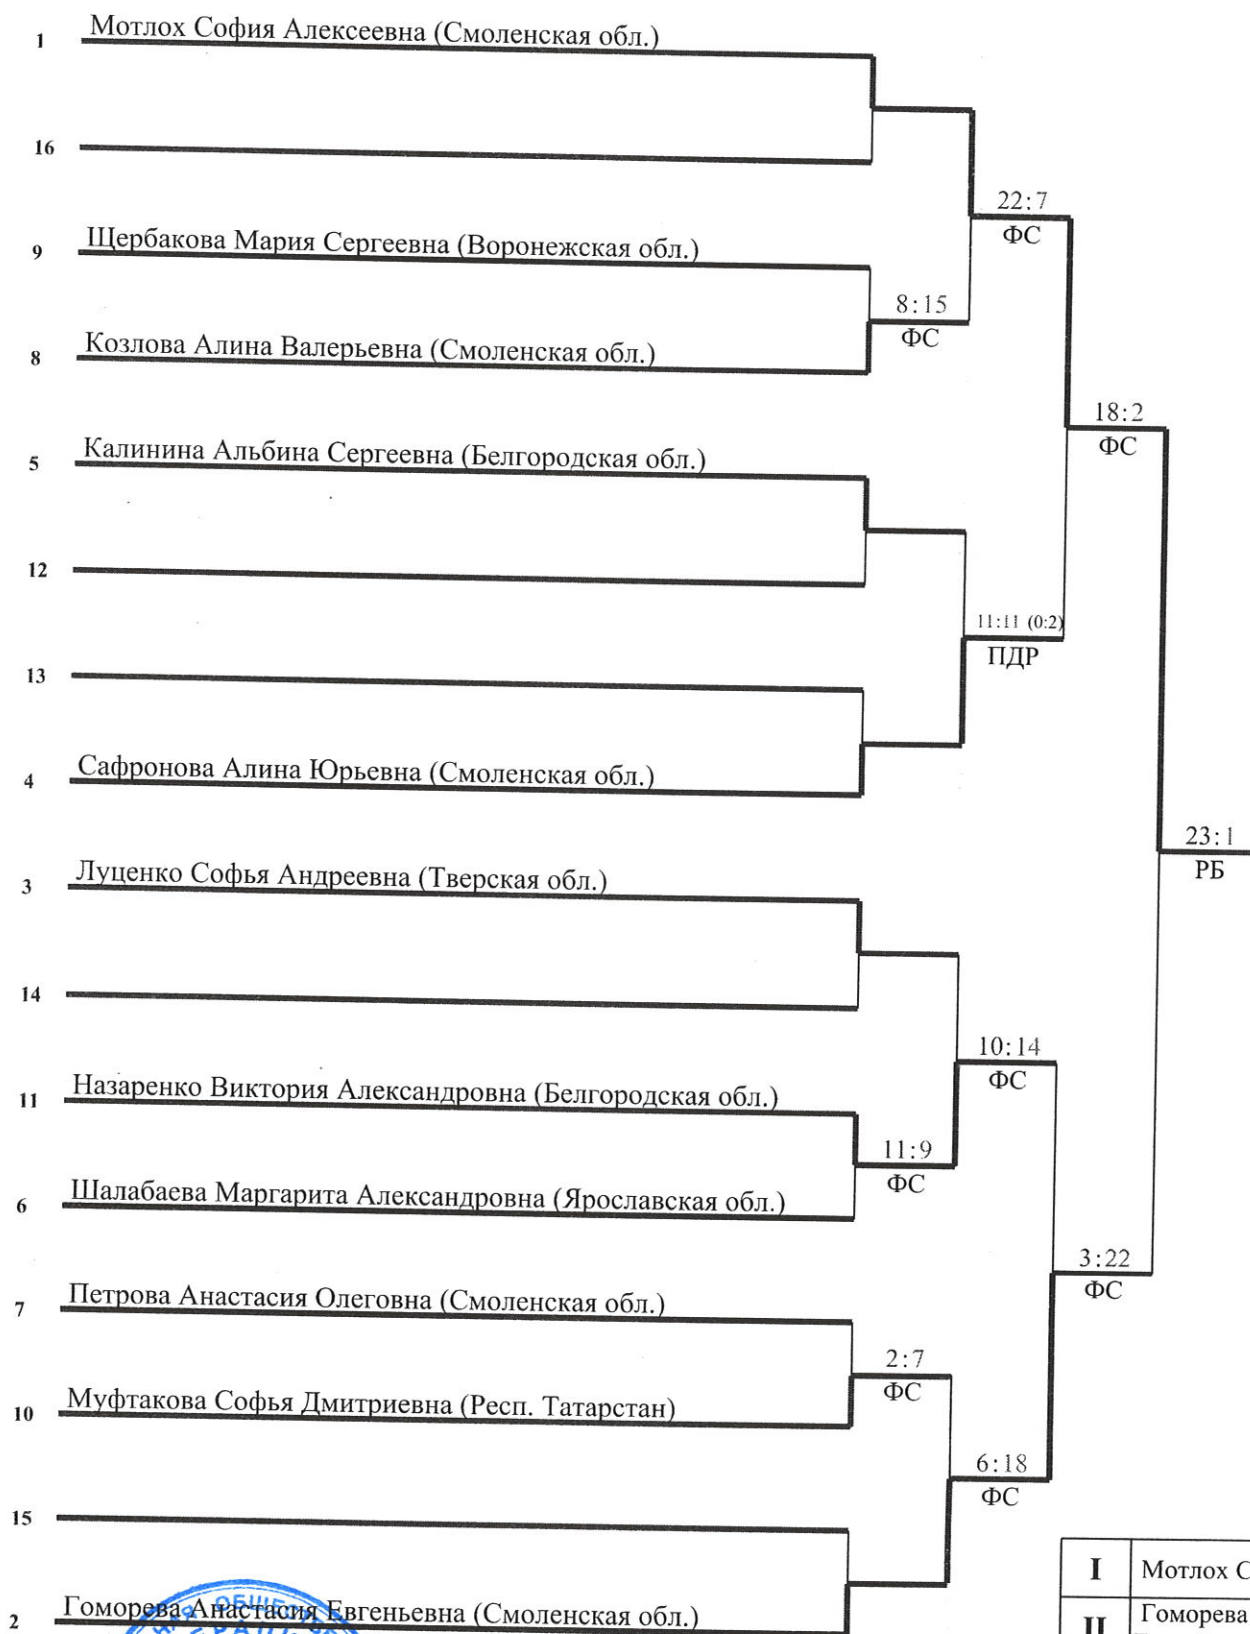 1 Мотлох София Алексеевна (Смоленская обл.)
16
22:7
ФС
9 Щербакова Мария Сергеевна (Воронежская обл.)
8:15
ФС
8 Козлова Алина Валерьевна (Смоленская обл.)
18:2
ФС
5 Калинина Альбина Сергеевна (Белгородская обл.)
12
11:11 (0:2)
ПДР
13
4 Сафронова Алина Юрьевна (Смоленская обл.)
23:1
РБ
3 Луценко Софья Андреевна (Тверская обл.)
14
10:14
ФС
11 Назаренко Виктория Александровна (Белгородская обл.)
11:9
ФС
6 Шалабаева Маргарита Александровна (Ярославская обл.)
3:22
ФС
7 Петрова Анастасия Олеговна (Смоленская обл.)
2:7
ФС
10 Муфтакова Софья Дмитриевна (Респ. Татарстан)
6:18
ФС
15
I Мотлох С
2 Гоморева Анастасия Евгеньевна (Смоленская обл.)
II Гоморева